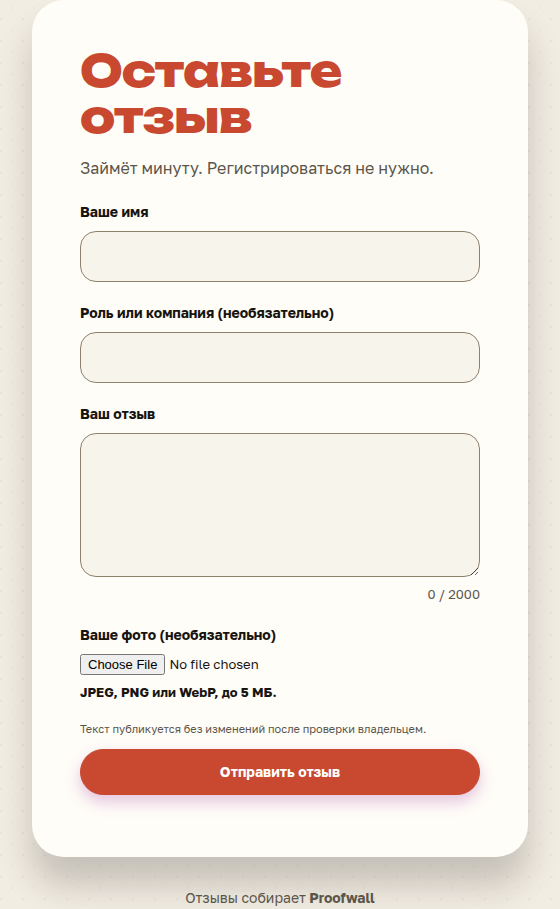 Оставьте
отзыв
Займёт минуту. Регистрироваться не нужно.
Ваше имя
Роль или компания (необязательно)
Ваш отзыв
0 / 2000
Ваше фото (необязательно)
Choose File No file chosen
JPEG, PNG или WebP, до 5 МБ.
Текст публикуется без изменений после проверки владельцем.
Отправить отзыв
Отзывы собирает Proofwall